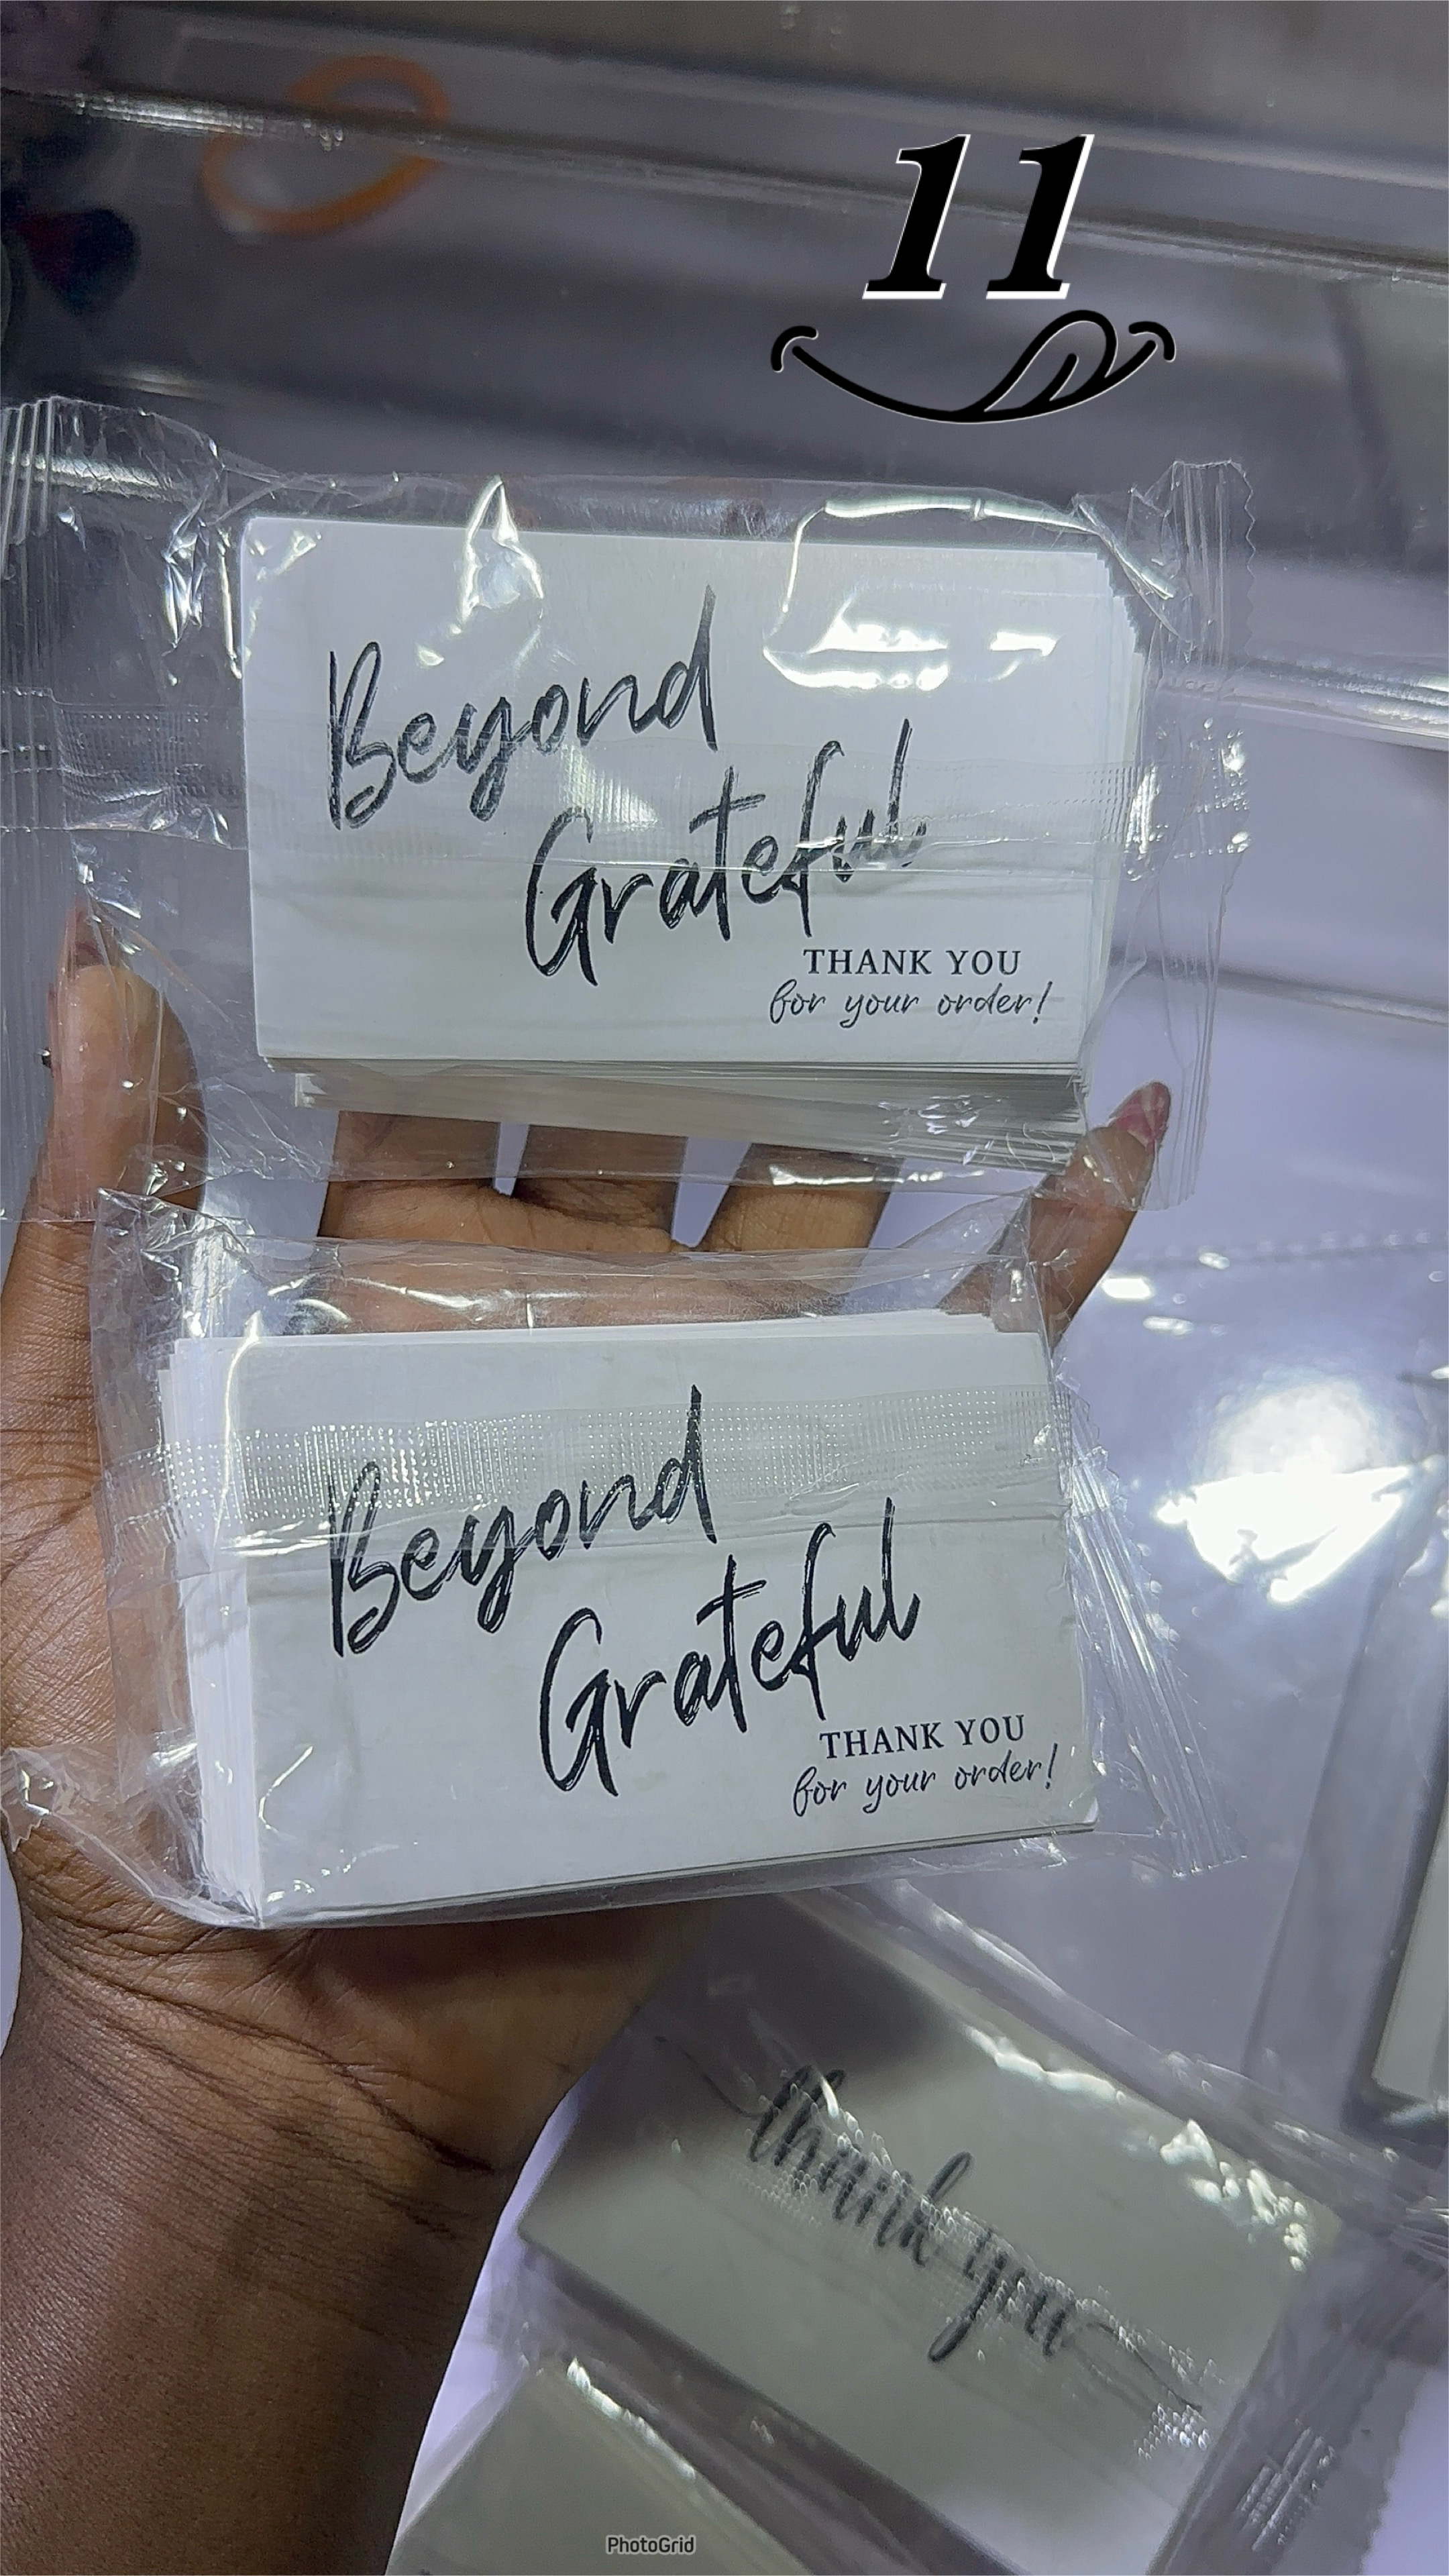 11
Beyond
Grateful
THANK YOU
for your order!
Beyond
Grateful
THANK YOU
for your order!
thank you
PhotoGrid